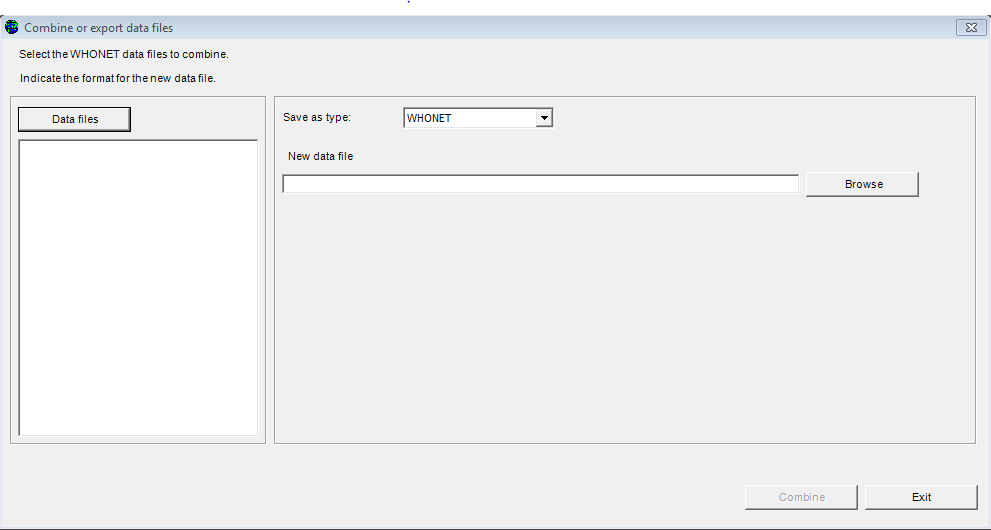 Combine or export data files
Select the WHONET data files to combine.
Indicate the format for the new data file.
Data files
Save as type:
WHONET
New data file
Browse
Combine
Exit